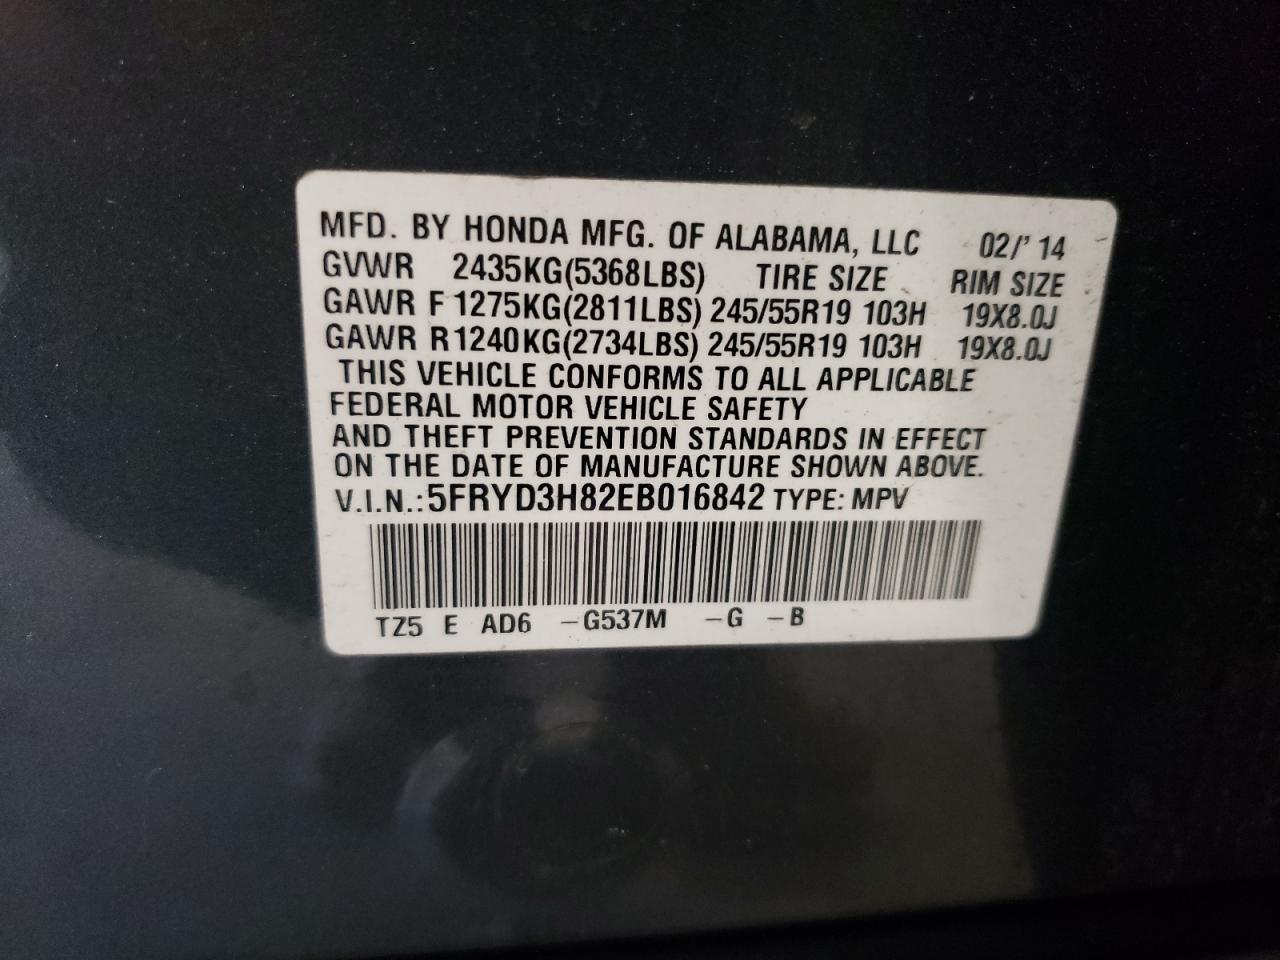 MFD. BY HONDA MFG. OF ALABAMA, LLC 02/' 14
GVWR 2435KG(5368LBS) TIRE SIZE RIM SIZE
GAWR F 1275KG(2811LBS) 245/55R19 103H 19X8.0J
GAWR R 1240KG(2734LBS) 245/55R19 103H 19X8.0J
THIS VEHICLE CONFORMS TO ALL APPLICABLE
FEDERAL MOTOR VEHICLE SAFETY
AND THEFT PREVENTION STANDARDS IN EFFECT
ON THE DATE OF MANUFACTURE SHOWN ABOVE.
V.I.N.: 5FRYD3H82EB016842 TYPE: MPV
TZ5 E AD6 -G537M -G -B